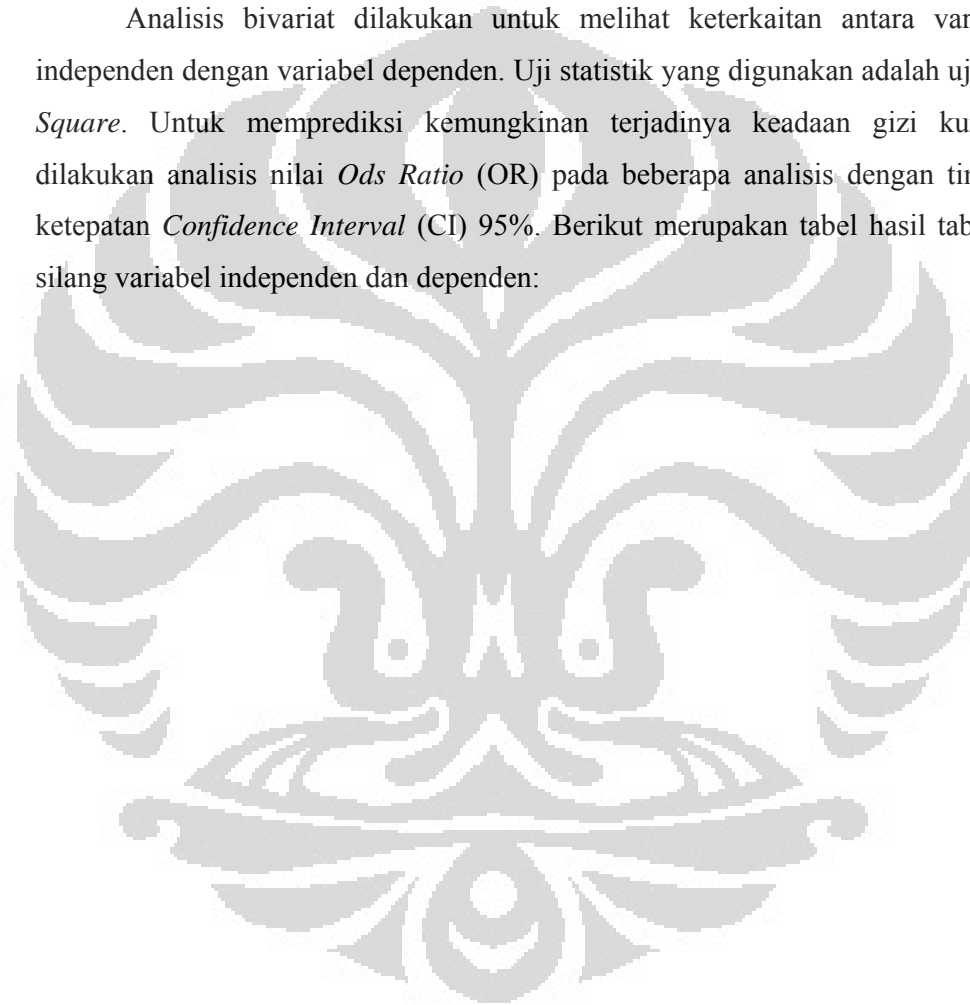 Analisis bivariat dilakukan untuk melihat keterkaitan antara var
independen dengan variabel dependen. Uji statistik yang digunakan adalah uj
Square. Untuk memprediksi kemungkinan terjadinya keadaan gizi ku
dilakukan analisis nilai Ods Ratio (OR) pada beberapa analisis dengan tin
ketepatan Confidence Interval (CI) 95%. Berikut merupakan tabel hasil tab
silang variabel independen dan dependen: